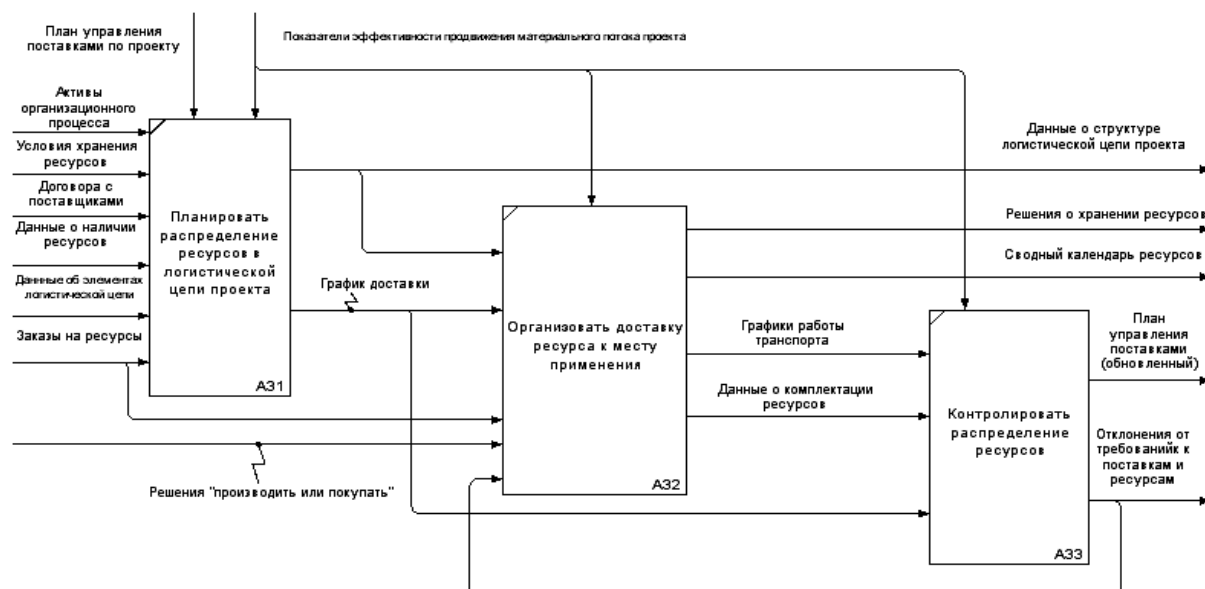 План управления
поставками по проекту
Показатели эффективности продвижения материального потока проекта
Активы
организационного
процесса
Условия хранения
ресурсов
Договора с
поставщиками
Данные о наличии
ресурсов
Даннные об элементах
логистической цепи
Заказы на ресурсы
Планировать
распределение
ресурсов в
логистической
цепи проекта
А31
График доставки
Решения "производить или покупать"
Организовать доставку
ресурса к месту
применения
А32
Данные о структуре
логистической цепи проекта
Решения о хранении ресурсов
Сводный календарь ресурсов
Графики работы
транспорта
Данные о комплектации
ресурсов
Контролировать
распределение
ресурсов
А33
План
управления
поставками
(обновленный)
Отклонения от
требованийк к
поставкам и
ресурсам